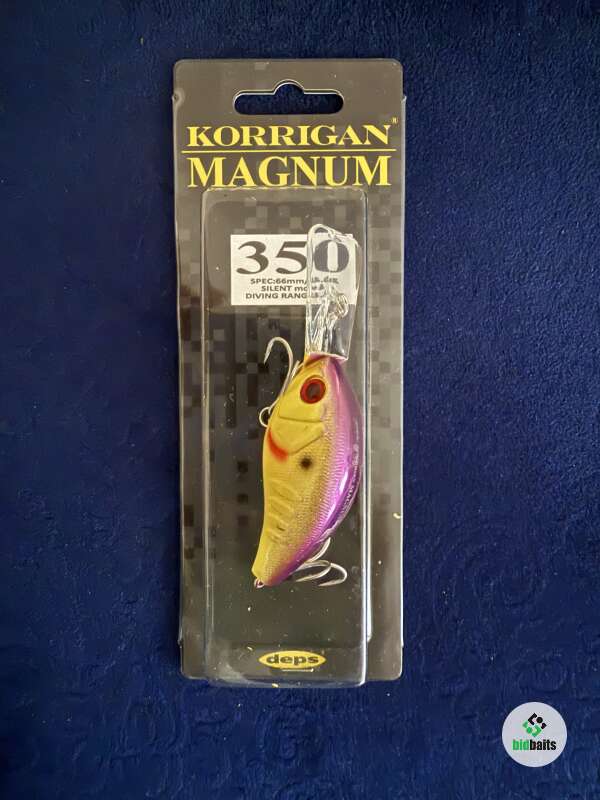 KORRIGAN®
MAGNUM
350
SPEC:66mm/
SILENT
DIVING RANGE
deps
bidbaits